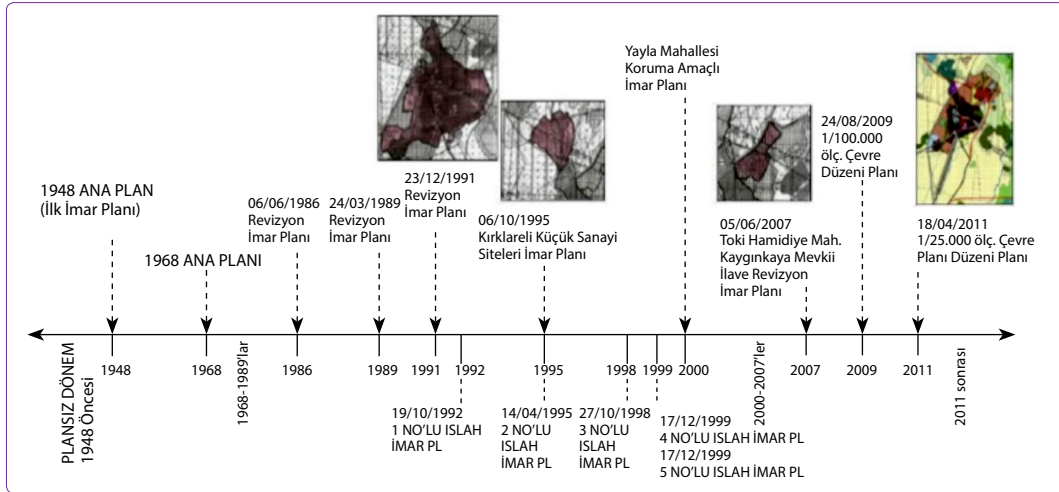 1948 ANA PLAN
(İlk İmar Planı)
1968 ANA PLANI
06/06/1986
Revizyon
İmar Planı
24/03/1989
Revizyon
İmar Planı
23/12/1991
Revizyon
İmar Planı
06/10/1995
Kırklareli Küçük Sanayi
Siteleri İmar Planı
Yayla Mahallesi
Koruma Amaçlı
İmar Planı
05/06/2007
Toki Hamidiye Mah.
Kaygınkaya Mevkii
İlave Revizyon
İmar Planı
24/08/2009
1/100.000
ölç. Çevre
Düzeni Planı
18/04/2011
1/25.000 ölç. Çevre
Planı Düzeni Planı
PLANSIZ DÖNEM
1948 Öncesi
1948
1968
1968-1989'lar
1986
1989
1991
1992
1995
1998
1999
2000
2000-2007'ler
2007
2009
2011
2011 sonrası
19/10/1992
1 NO'LU ISLAH
İMAR PL
14/04/1995
2 NO'LU
ISLAH
İMAR PL
27/10/1998
3 NO'LU
ISLAH
İMAR PL
17/12/1999
4 NO'LU ISLAH İMAR PL
17/12/1999
5 NO'LU ISLAH İMAR PL